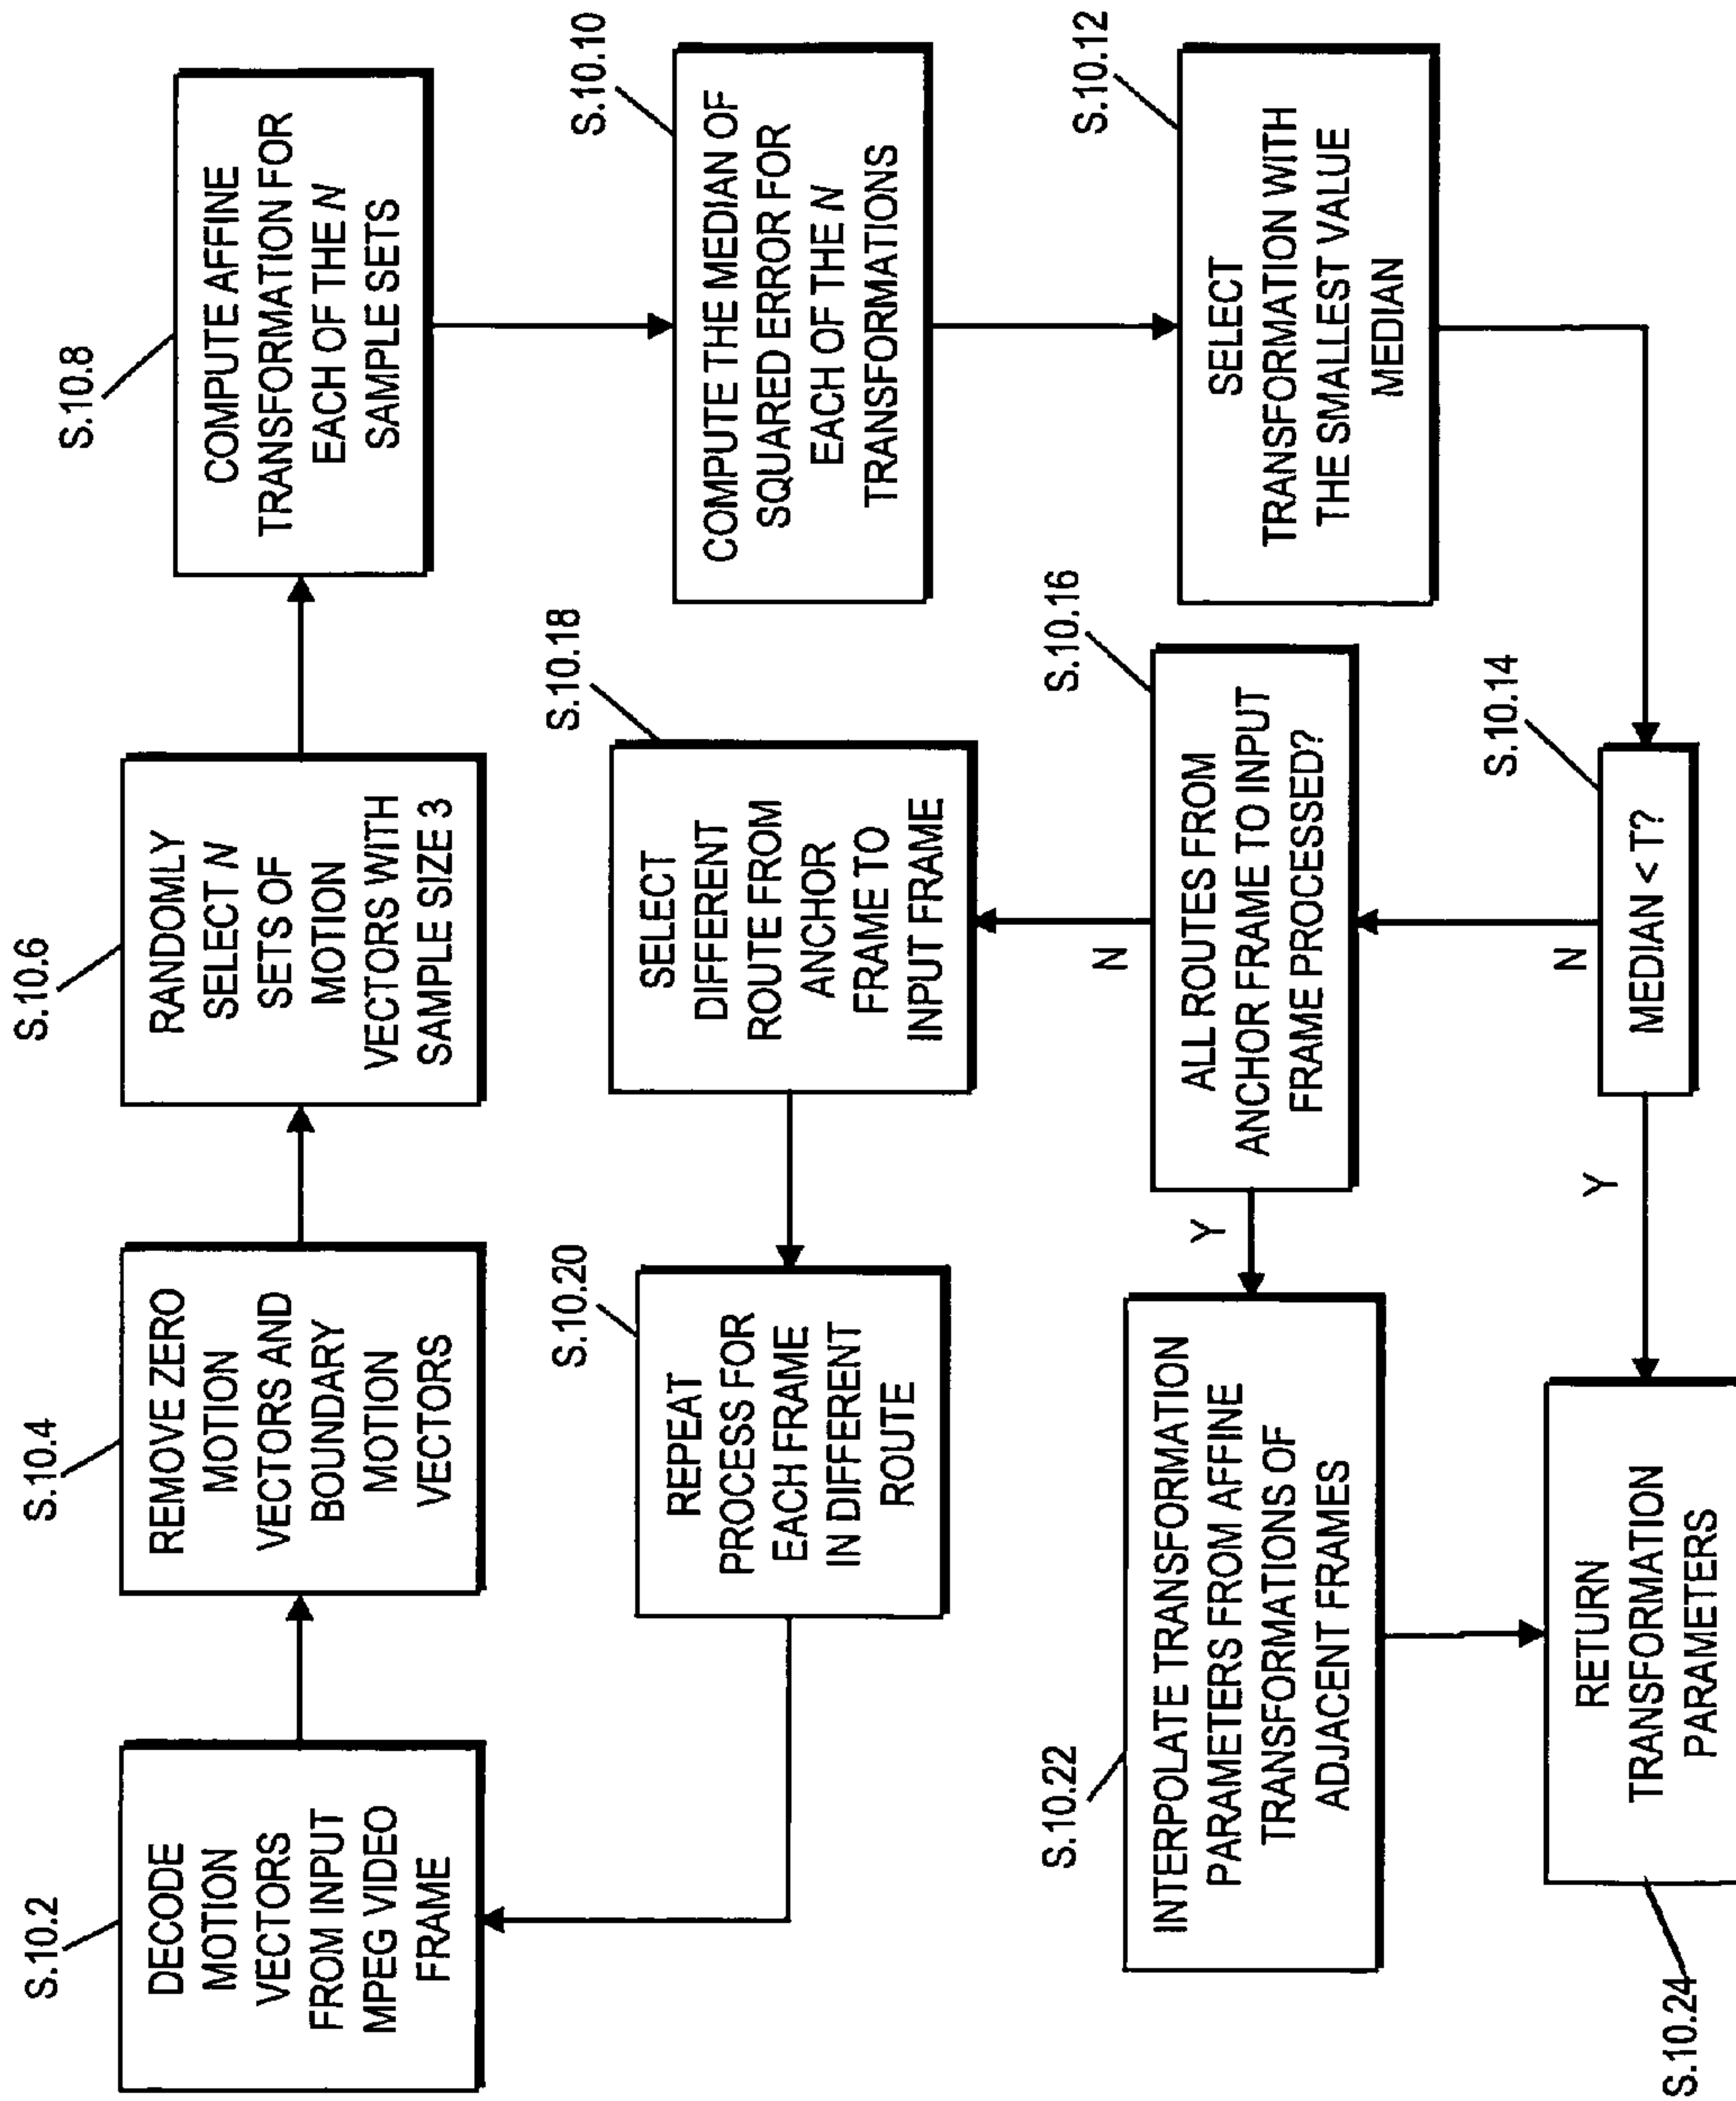 S.10.2
DECODE
MOTION
VECTORS
FROM INPUT
MPEG VIDEO
FRAME
S.10.4
REMOVE ZERO
MOTION
VECTORS AND
BOUNDARY
MOTION
VECTORS
S.10.6
RANDOMLY
SELECT N
SETS OF
MOTION
VECTORS WITH
SAMPLE SIZE 3
S.10.8
COMPUTE AFFINE
TRANSFORMATION FOR
EACH OF THE N
SAMPLE SETS
S.10.10
COMPUTE THE MEDIAN OF
SQUARED ERROR FOR
EACH OF THE N
TRANSFORMATIONS
S.10.12
SELECT
TRANSFORMATION WITH
THE SMALLEST VALUE
MEDIAN
S.10.14
MEDIAN < T?
N
Y
S.10.16
ALL ROUTES FROM
ANCHOR FRAME TO INPUT
FRAME PROCESSED?
N
Y
S.10.18
SELECT
DIFFERENT
ROUTE FROM
ANCHOR
FRAME TO
INPUT FRAME
S.10.20
REPEAT
PROCESS FOR
EACH FRAME
IN DIFFERENT
ROUTE
S.10.22
INTERPOLATE TRANSFORMATION
PARAMETERS FROM AFFINE
TRANSFORMATIONS OF
ADJACENT FRAMES
S.10.24
RETURN
TRANSFORMATION
PARAMETERS